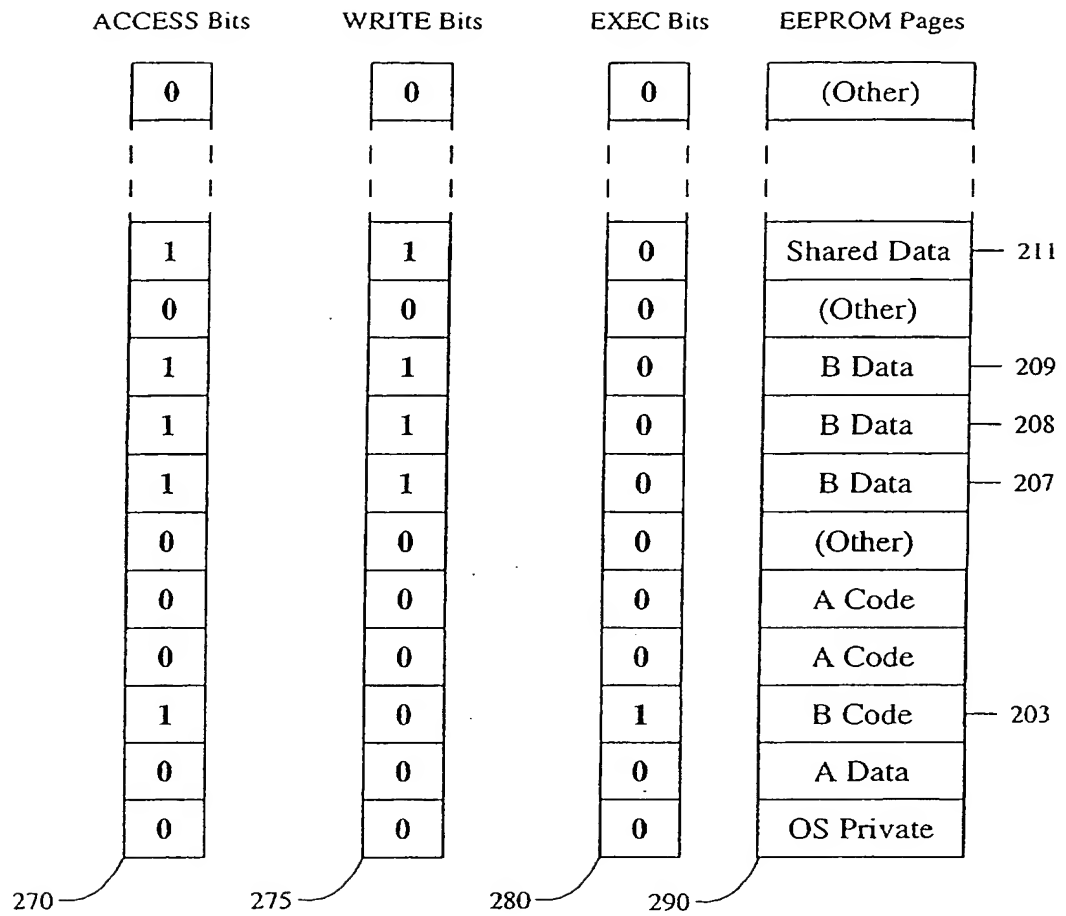 ACCESS Bits WRITE Bits EXEC Bits EEPROM Pages
0 0 0 (Other)
1 1 0 Shared Data 211
0 0 0 (Other)
1 1 0 B Data 209
1 1 0 B Data 208
1 1 0 B Data 207
0 0 0 (Other)
0 0 0 A Code
0 0 0 A Code
1 0 1 B Code 203
0 0 0 A Data
0 0 0 OS Private
270 275 280 290